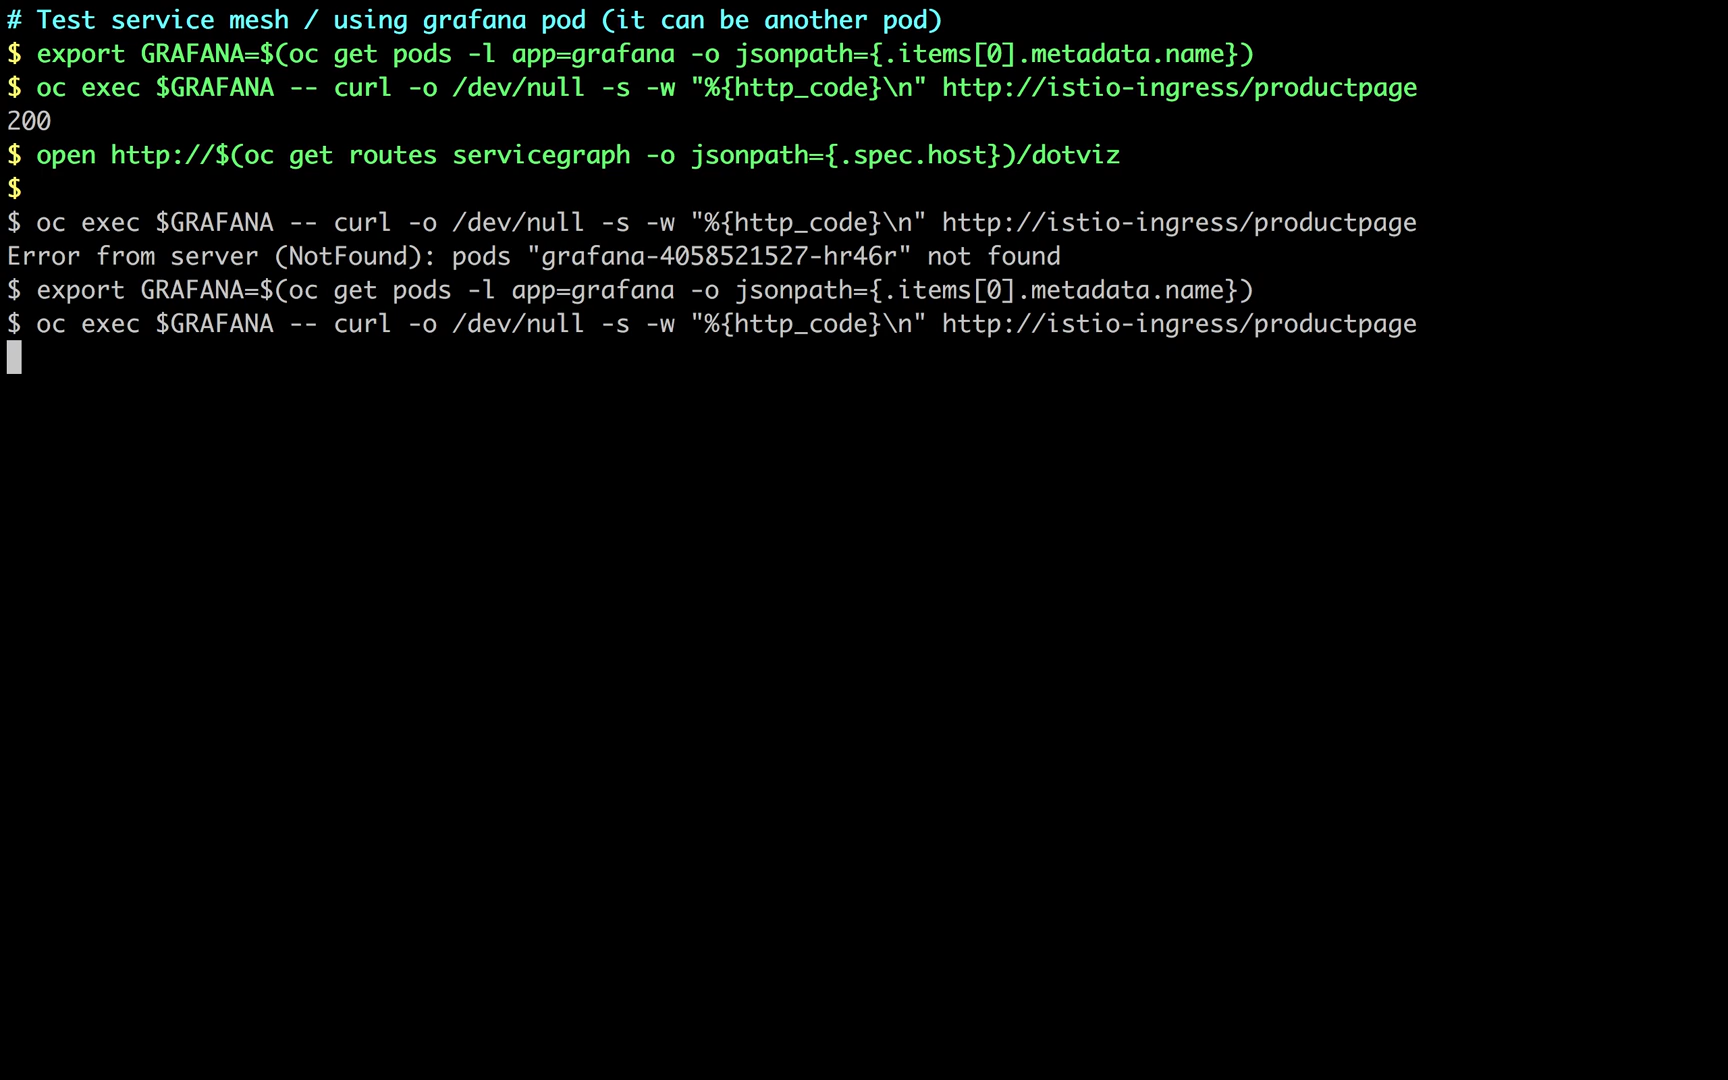 # Test service mesh / using grafana pod (it can be another pod)
$ export GRAFANA=$(oc get pods -l app=grafana -o jsonpath={.items[0].metadata.name})
$ oc exec $GRAFANA -- curl -o /dev/null -s -w "%{http_code}\n" http://istio-ingress/productpage
200
$ open http://$(oc get routes servicegraph -o jsonpath={.spec.host})/dotviz
$
$ oc exec $GRAFANA -- curl -o /dev/null -s -w "%{http_code}\n" http://istio-ingress/productpage
Error from server (NotFound): pods "grafana-4058521527-hr46r" not found
$ export GRAFANA=$(oc get pods -l app=grafana -o jsonpath={.items[0].metadata.name})
$ oc exec $GRAFANA -- curl -o /dev/null -s -w "%{http_code}\n" http://istio-ingress/productpage